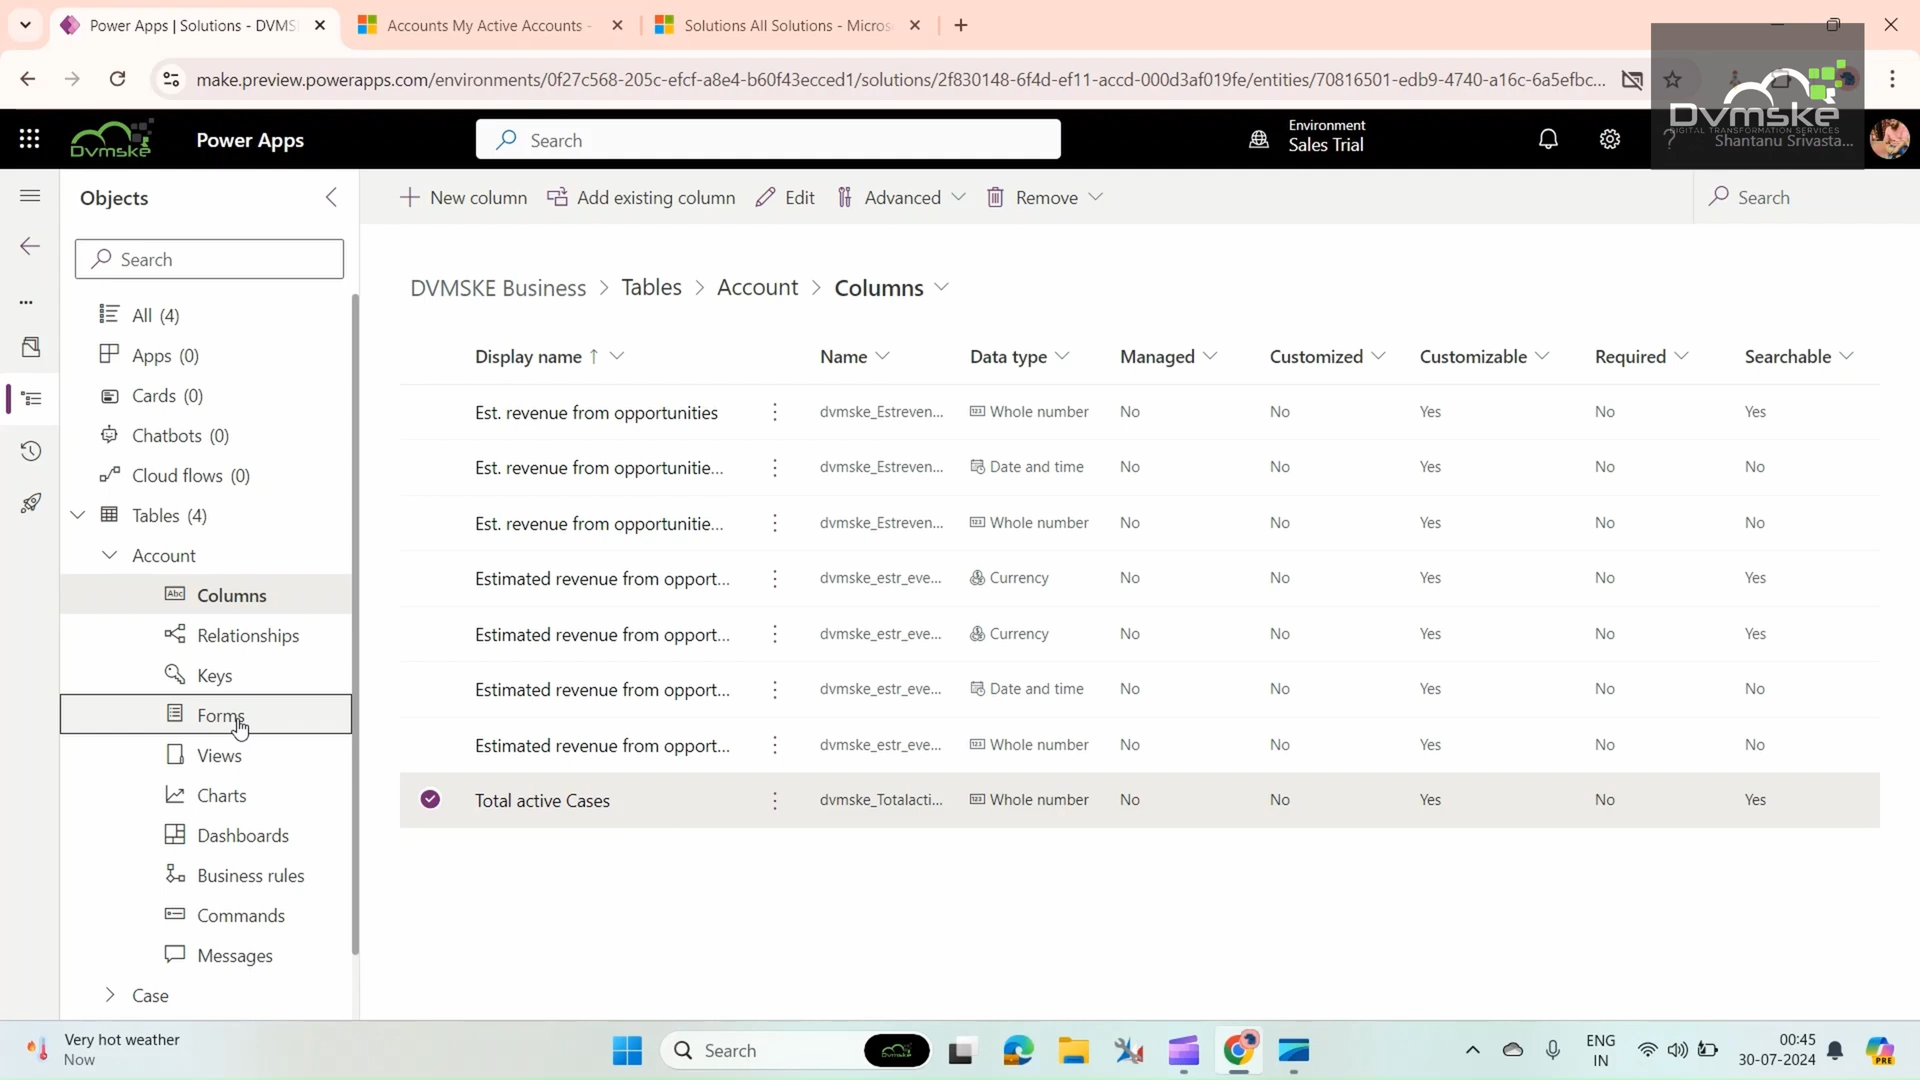 Power Apps | Solutions - DVMS
Accounts My Active Accounts -
Solutions All Solutions - Micros
make.preview.powerapps.com/environments/0f27c568-205c-efcf-a8e4-b60f43ecced1/solutions/2f830148-6f4d-ef11-accd-000d3af019fe/entities/70816501-edb9-4740-a16c-6a5efbc...
Dvmske
Power Apps
Search
Environment
Sales Trial
Dvmske
DIGITAL TRANSFORMATION SERVICES
Shantanu Srivasta...
Objects
New column
Add existing column
Edit
Advanced
Remove
Search
Search
DVMSKE Business > Tables > Account > Columns
All (4)
Apps (0)
Cards (0)
Chatbots (0)
Cloud flows (0)
Tables (4)
Account
Columns
Relationships
Keys
Forms
Views
Charts
Dashboards
Business rules
Commands
Messages
Case
Display name ↑ Name Data type Managed Customized Customizable Required Searchable
Est. revenue from opportunities dvmske_Estreven... Whole number No No Yes No Yes
Est. revenue from opportunitie... dvmske_Estreven... Date and time No No Yes No No
Est. revenue from opportunitie... dvmske_Estreven... Whole number No No Yes No No
Estimated revenue from opport... dvmske_estr_eve... Currency No No Yes No Yes
Estimated revenue from opport... dvmske_estr_eve... Currency No No Yes No Yes
Estimated revenue from opport... dvmske_estr_eve... Date and time No No Yes No No
Estimated revenue from opport... dvmske_estr_eve... Whole number No No Yes No No
Total active Cases dvmske_Totalacti... Whole number No No Yes No Yes
Very hot weather
Now
Search
Dvmske
ENG
IN
00:45
30-07-2024
PRE